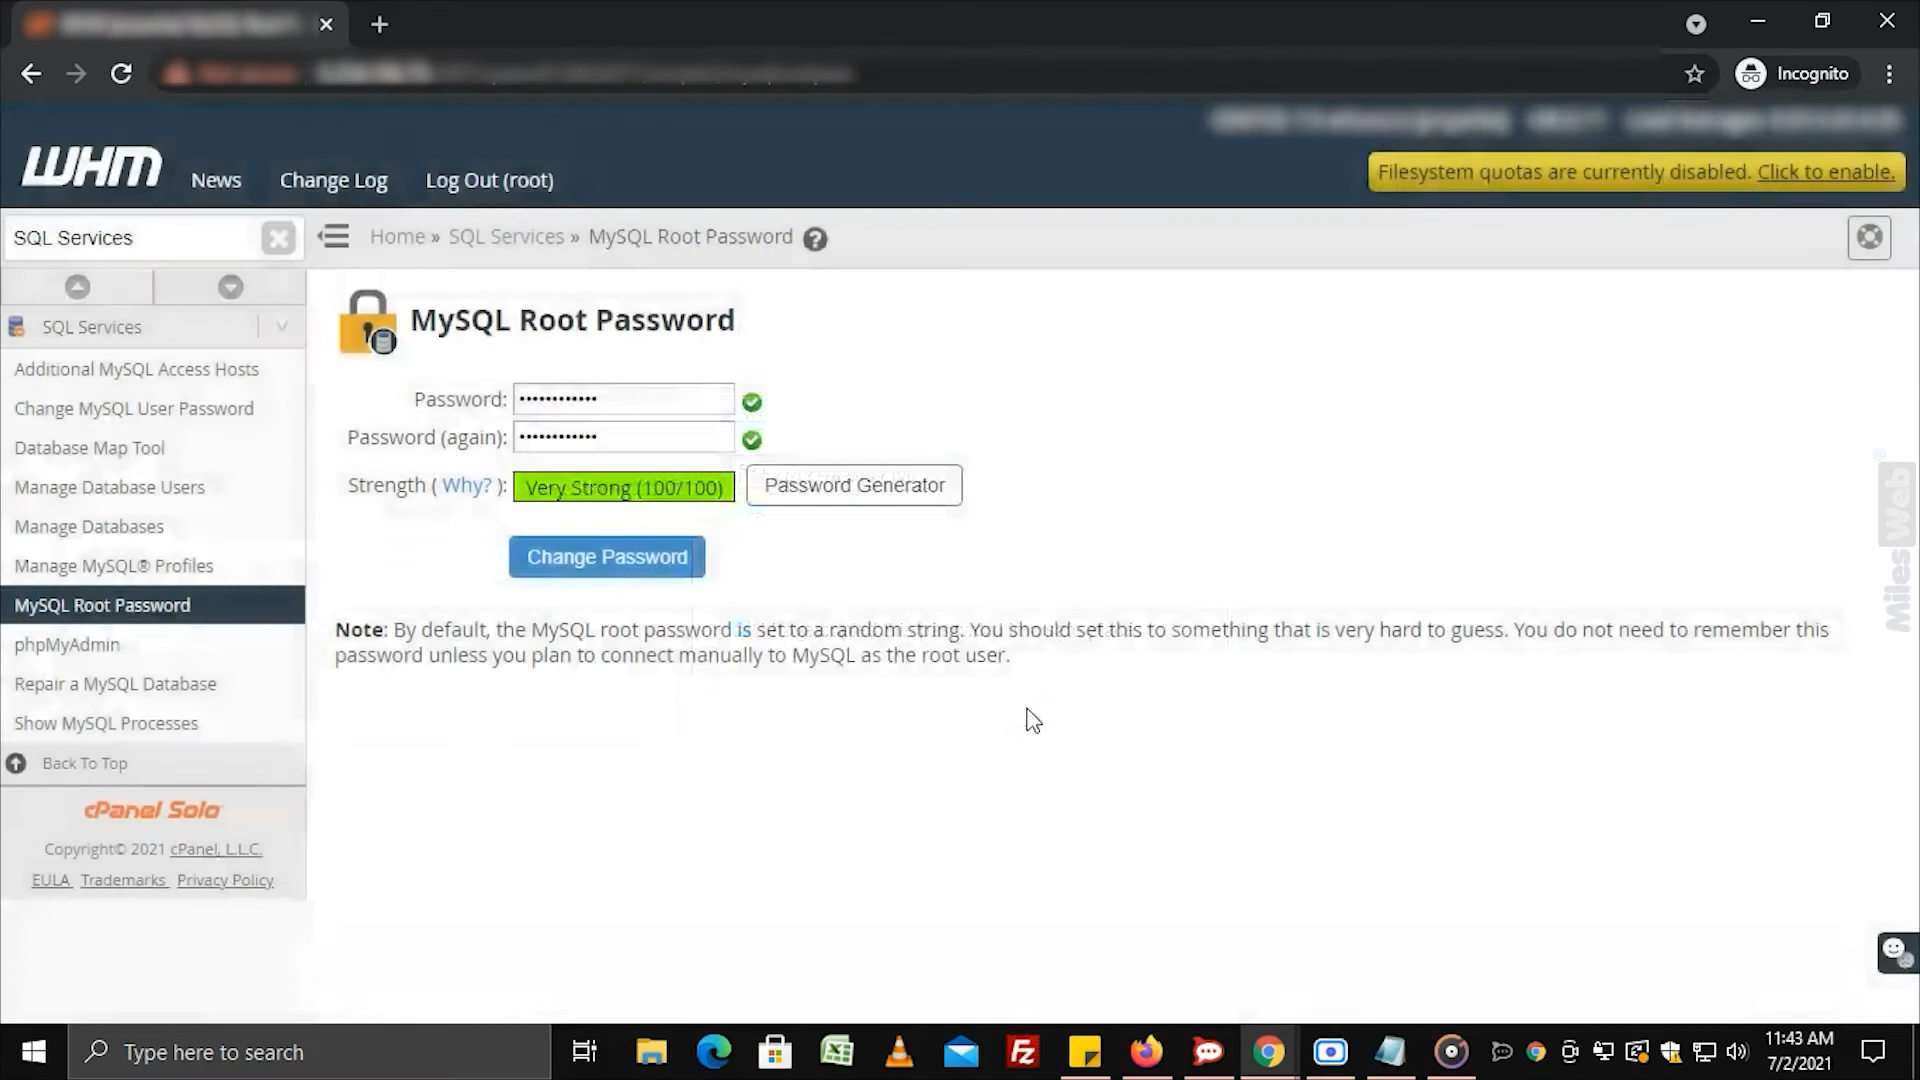 Incognito
WHM
News
Change Log
Log Out (root)
Filesystem quotas are currently disabled. Click to enable.
SQL Services
Home » SQL Services » MySQL Root Password
SQL Services
Additional MySQL Access Hosts
Change MySQL User Password
Database Map Tool
Manage Database Users
Manage Databases
Manage MySQL® Profiles
MySQL Root Password
phpMyAdmin
Repair a MySQL Database
Show MySQL Processes
Back To Top
cPanel Solo
Copyright© 2021 cPanel, L.L.C.
EULA Trademarks Privacy Policy
MySQL Root Password
Password:
Password (again):
Strength ( Why? ): Very Strong (100/100) Password Generator
Change Password
Note: By default, the MySQL root password is set to a random string. You should set this to something that is very hard to guess. You do not need to remember this
password unless you plan to connect manually to MySQL as the root user.
MilesWeb®
Type here to search
11:43 AM
7/2/2021